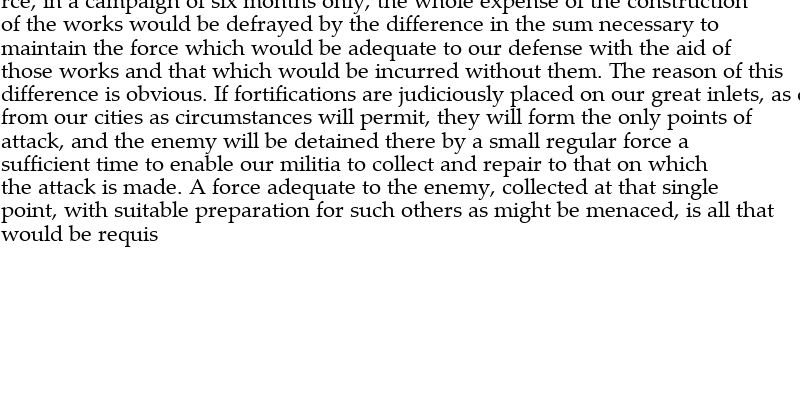 rce, in a campaign of six months only, the whole expense of the construction
of the works would be defrayed by the difference in the sum necessary to
maintain the force which would be adequate to our defense with the aid of
those works and that which would be incurred without them. The reason of this
difference is obvious. If fortifications are judiciously placed on our great inlets, as
from our cities as circumstances will permit, they will form the only points of
attack, and the enemy will be detained there by a small regular force a
sufficient time to enable our militia to collect and repair to that on which
the attack is made. A force adequate to the enemy, collected at that single
point, with suitable preparation for such others as might be menaced, is all that
would be requis